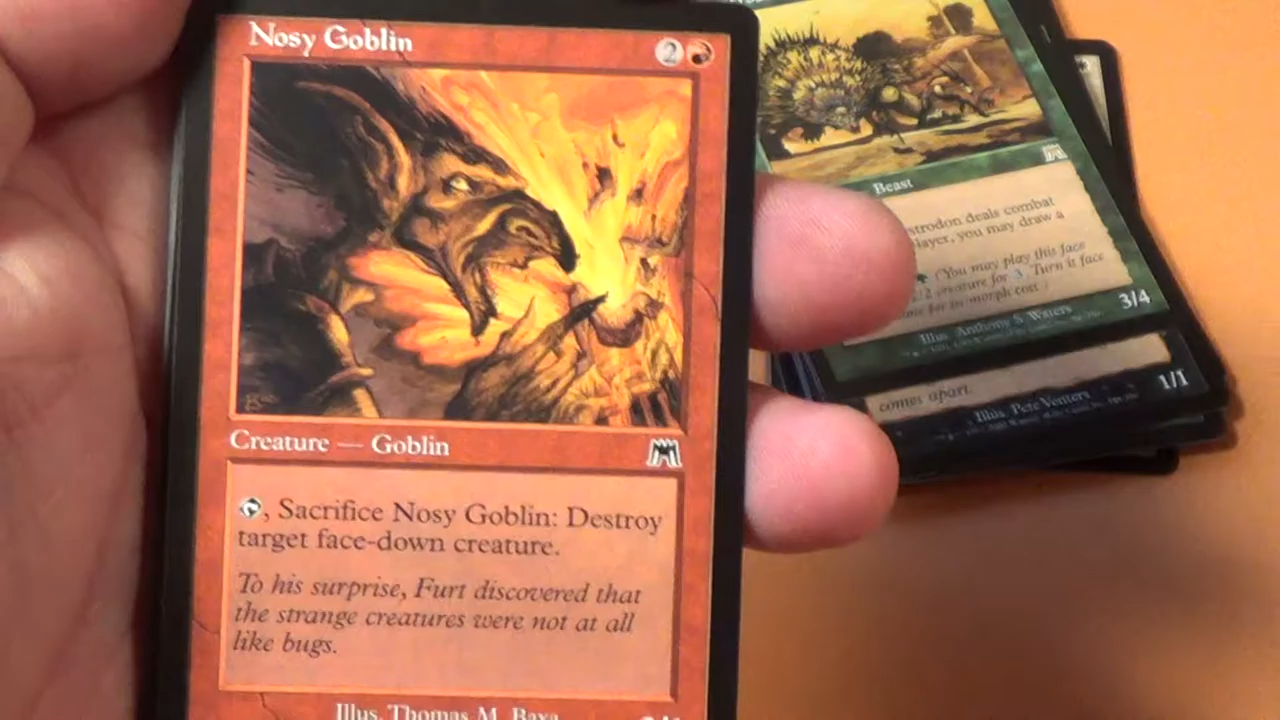 Nosy Goblin
2
Creature — Goblin
, Sacrifice Nosy Goblin: Destroy
target face-down creature.
To his surprise, Furt discovered that
the strange creatures were not at all
like bugs.
Illus. Thomas M. Baxa
Beast
strodon deals combat
layer, you may draw a
(You may play this face
2/2 creature for 3. Turn it face
for its morph cost.)
Illus. Anthony S. Waters
3/4
comes apart.
Illus. Pete Venters
1/1